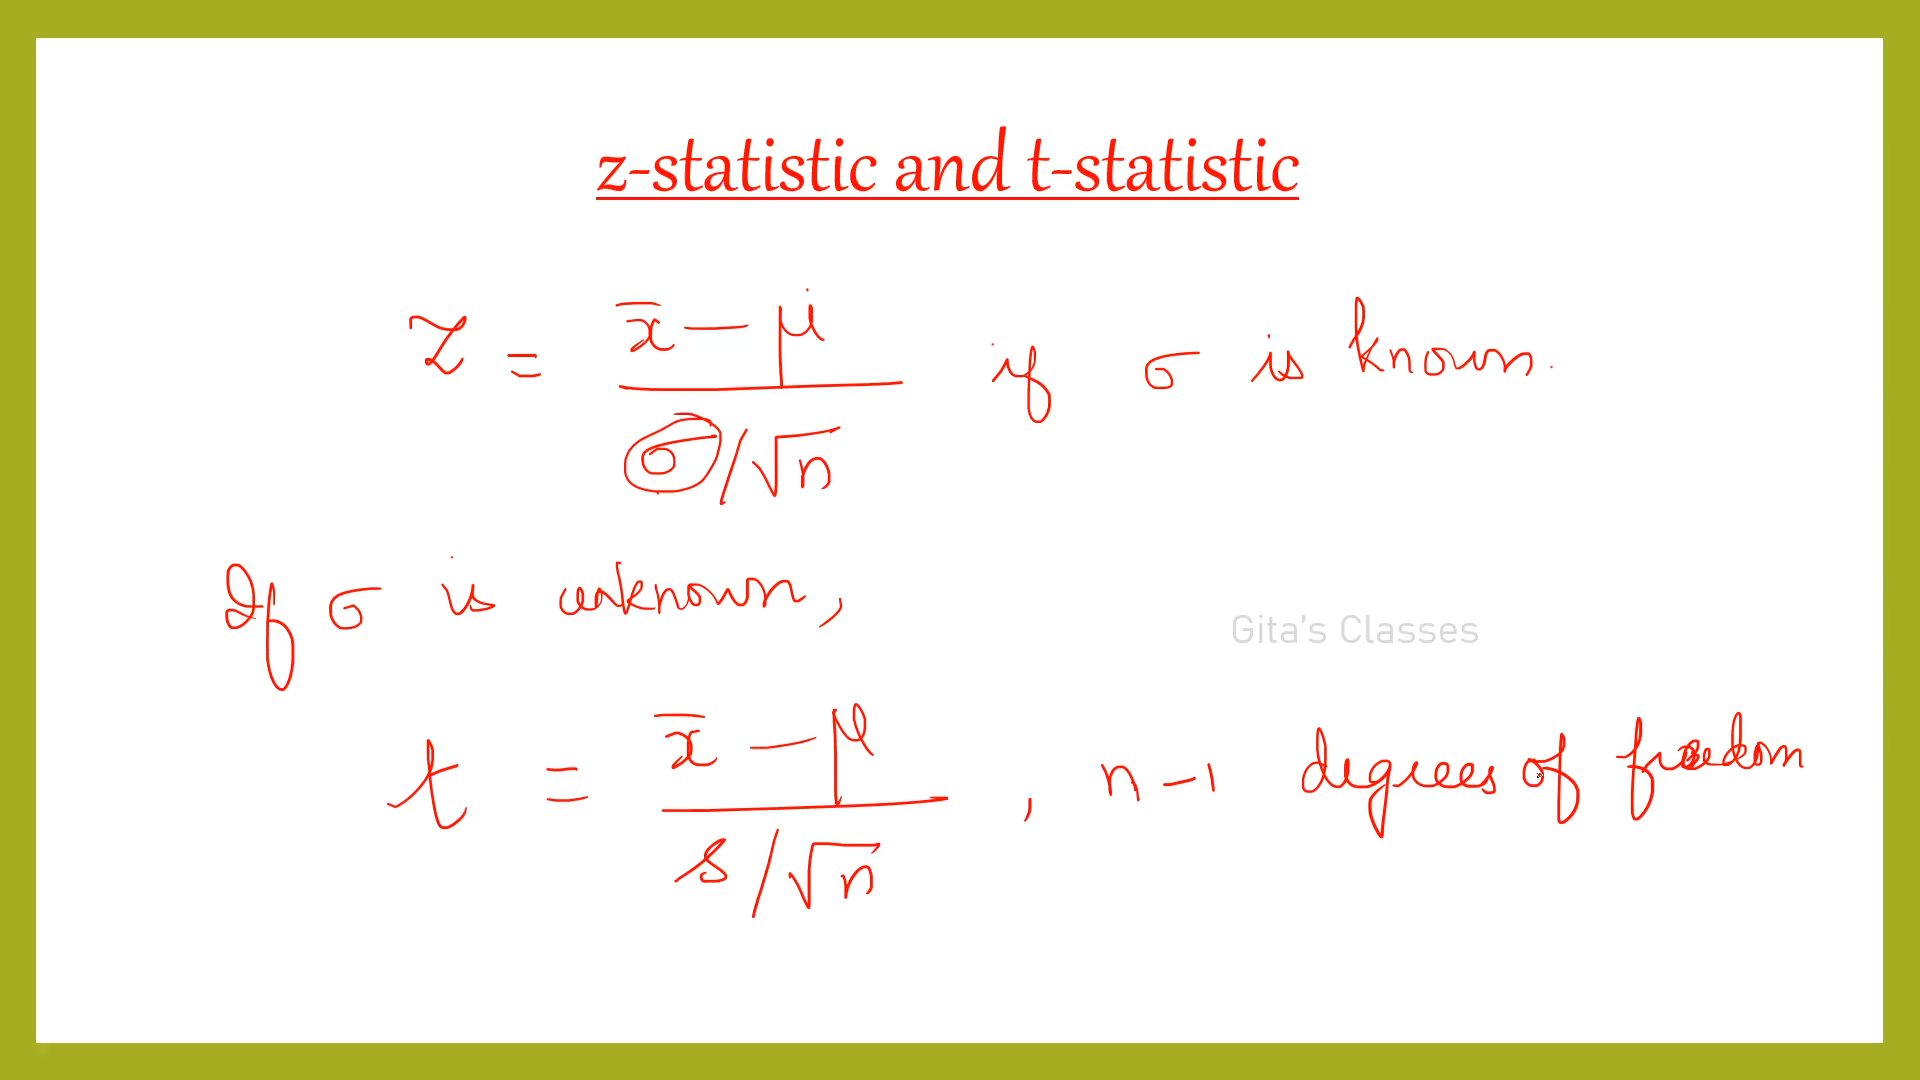 z-statistic and t-statistic
z = x̄ − μ / σ/√n if σ is known.
If σ is unknown,
Gita's Classes
t = x̄ − μ / s/√n , n−1 degrees of freedom